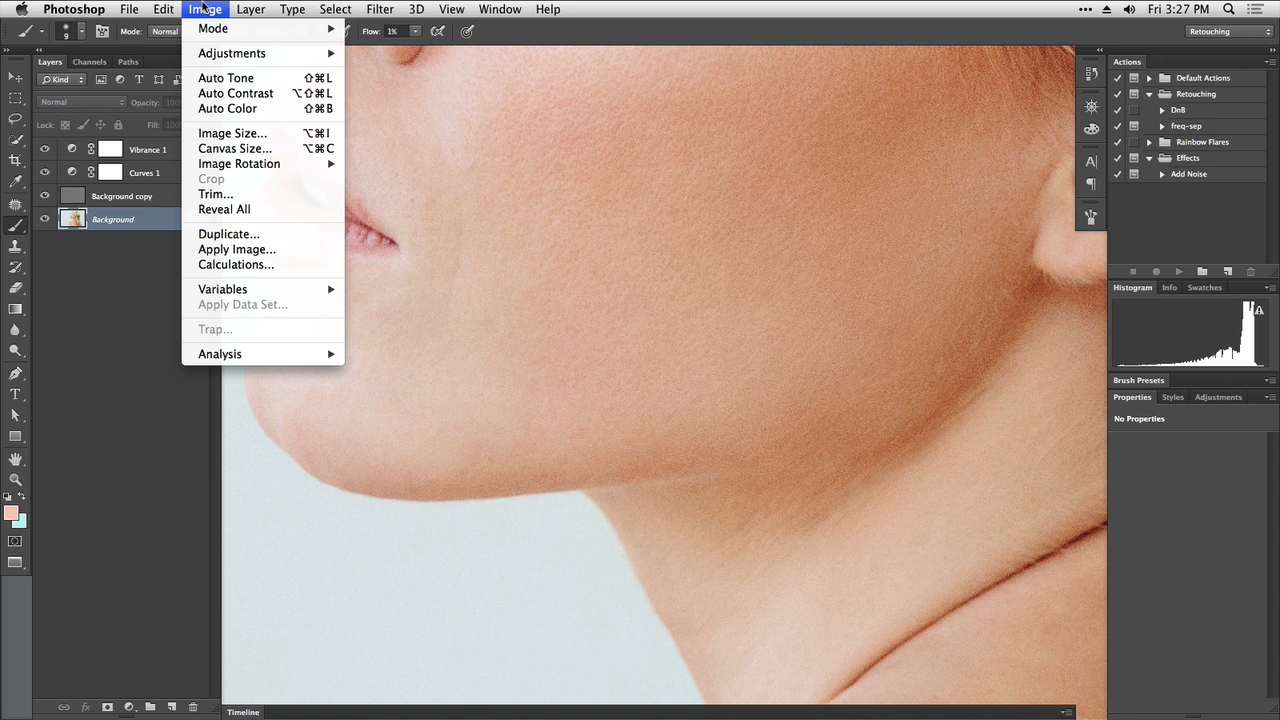 Photoshop File Edit Image Layer Type Select Filter 3D View Window Help Fri 3:27 PM
9 Mode: Normal Flow: 1% Retouching
Layers Channels Paths
Kind
Normal Opacity: 100%
Lock: Fill: 100%
Vibrance 1
Curves 1
Background copy
Background
Mode
Adjustments
Auto Tone ⇧⌘L
Auto Contrast ⌥⇧⌘L
Auto Color ⇧⌘B
Image Size... ⌥⌘I
Canvas Size... ⌥⌘C
Image Rotation
Crop
Trim...
Reveal All
Duplicate...
Apply Image...
Calculations...
Variables
Apply Data Set...
Trap...
Analysis
Actions
Default Actions
Retouching
DnB
freq-sep
Rainbow Flares
Effects
Add Noise
Histogram Info Swatches
Brush Presets
Properties Styles Adjustments
No Properties
Timeline